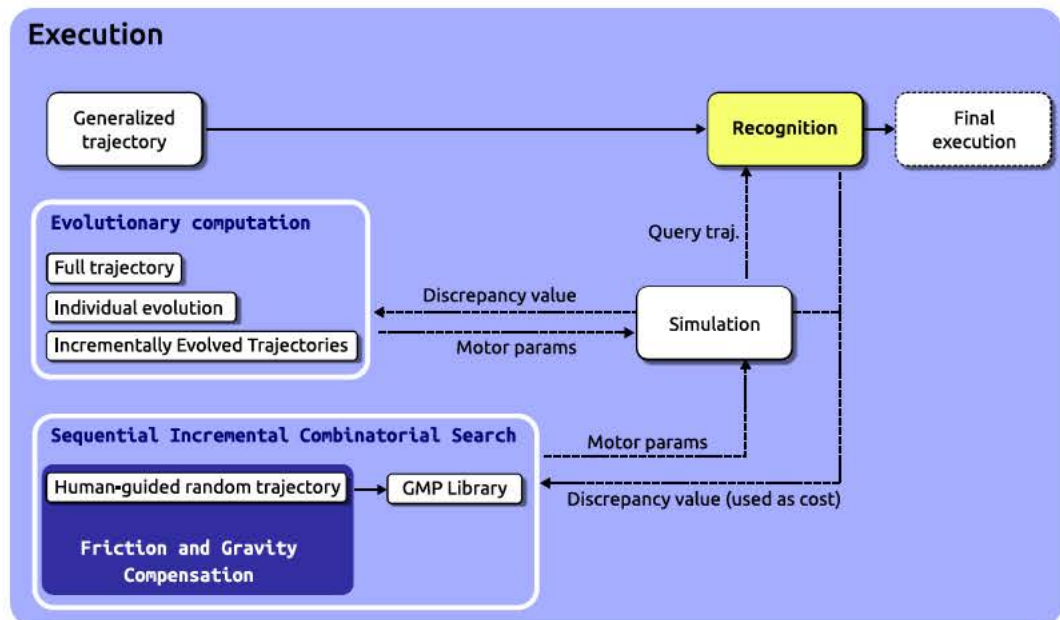 Execution
Generalized
trajectory
Recognition
Final
execution
Evolutionary computation
Full trajectory
Individual evolution
Incrementally Evolved Trajectories
Query traj.
Discrepancy value
Simulation
Motor params
Sequential Incremental Combinatorial Search
Motor params
Human-guided random trajectory
GMP Library
Discrepancy value (used as cost)
Friction and Gravity
Compensation